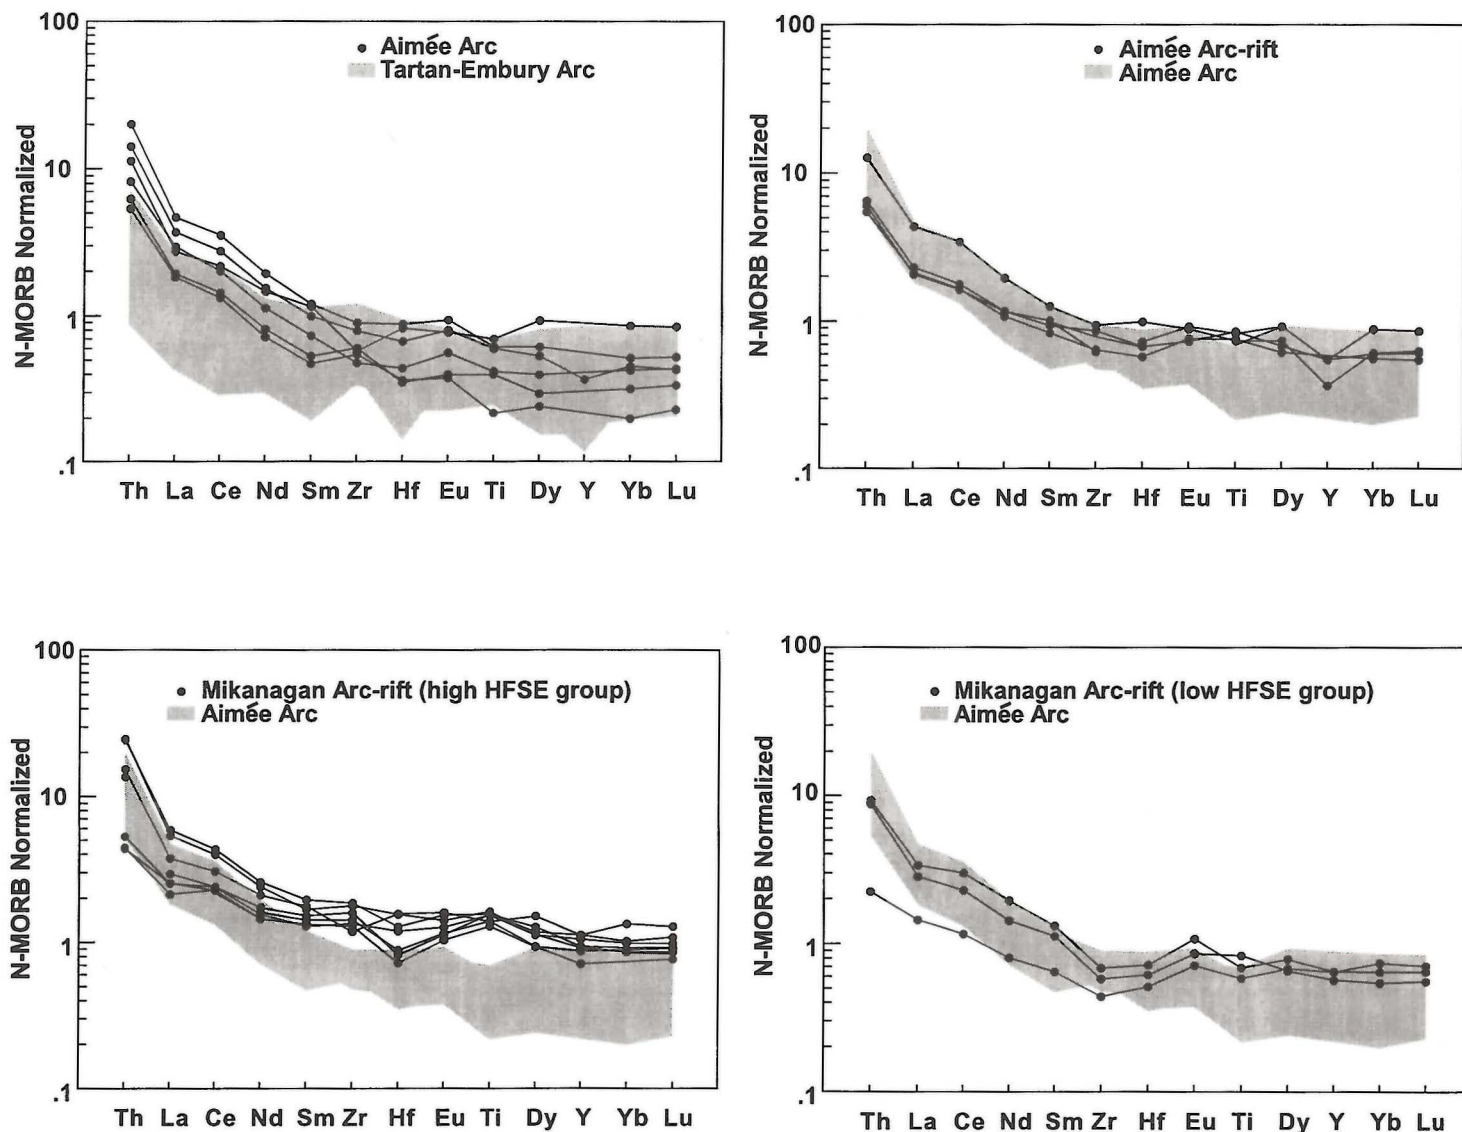 100
10
1
.1
N-MORB Normalized
Aimée Arc
Tartan-Embury Arc
Th La Ce Nd Sm Zr Hf Eu Ti Dy Y Yb Lu
100
10
1
.1
N-MORB Normalized
Aimée Arc-rift
Aimée Arc
Th La Ce Nd Sm Zr Hf Eu Ti Dy Y Yb Lu
100
10
1
.1
N-MORB Normalized
Mikanagan Arc-rift (high HFSE group)
Aimée Arc
Th La Ce Nd Sm Zr Hf Eu Ti Dy Y Yb Lu
100
10
1
.1
N-MORB Normalized
Mikanagan Arc-rift (low HFSE group)
Aimée Arc
Th La Ce Nd Sm Zr Hf Eu Ti Dy Y Yb Lu